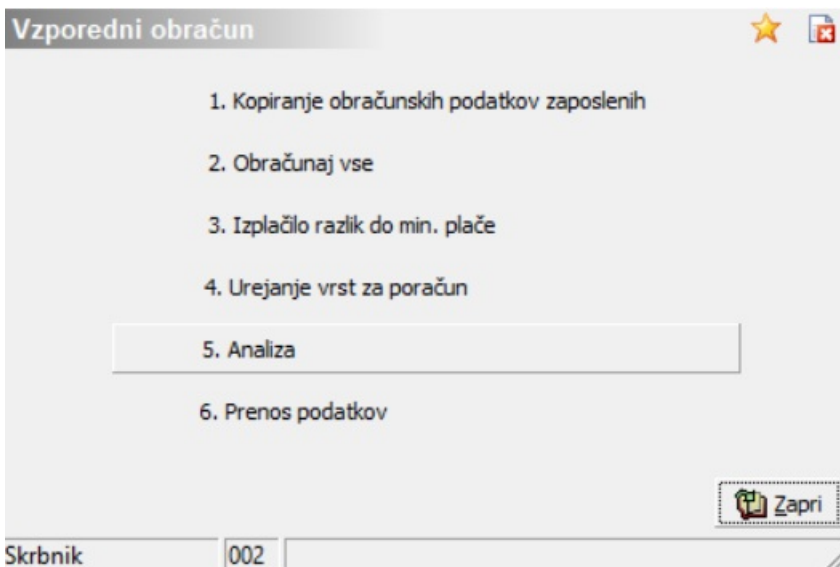 Vzporedni obračun
1. Kopiranje obračunskih podatkov zaposlenih
2. Obračunaj vse
3. Izplačilo razlik do min. plače
4. Urejanje vrst za poračun
5. Analiza
6. Prenos podatkov
Zapri
Skrbnik 002